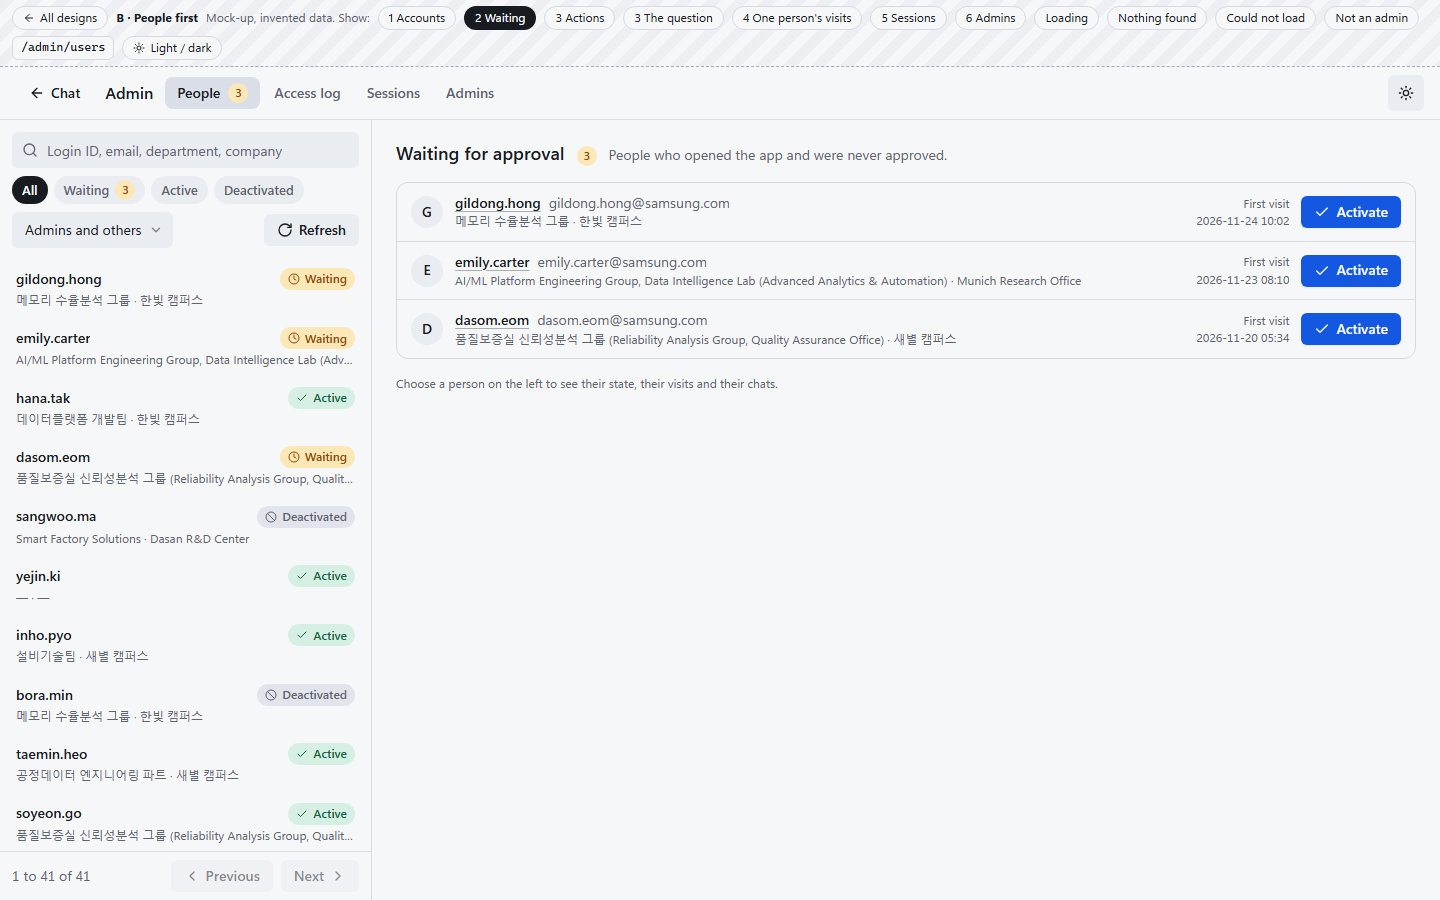 All designs
B · People first
Mock-up, invented data. Show:
1 Accounts
2 Waiting
3 Actions
3 The question
4 One person's visits
5 Sessions
6 Admins
Loading
Nothing found
Could not load
Not an admin
/admin/users
Light / dark
Chat
Admin
People 3
Access log
Sessions
Admins
Login ID, email, department, company
All
Waiting 3
Active
Deactivated
Admins and others
Refresh
gildong.hong
Waiting
메모리 수율분석 그룹 · 한빛 캠퍼스
emily.carter
Waiting
AI/ML Platform Engineering Group, Data Intelligence Lab (Adv...
hana.tak
Active
데이터플랫폼 개발팀 · 한빛 캠퍼스
dasom.eom
Waiting
품질보증실 신뢰성분석 그룹 (Reliability Analysis Group, Qualit...
sangwoo.ma
Deactivated
Smart Factory Solutions · Dasan R&D Center
yejin.ki
Active
— · —
inho.pyo
Active
설비기술팀 · 새별 캠퍼스
bora.min
Deactivated
메모리 수율분석 그룹 · 한빛 캠퍼스
taemin.heo
Active
공정데이터 엔지니어링 파트 · 새별 캠퍼스
soyeon.go
Active
품질보증실 신뢰성분석 그룹 (Reliability Analysis Group, Qualit...
1 to 41 of 41
Previous
Next
Waiting for approval 3 People who opened the app and were never approved.
G
gildong.hong gildong.hong@samsung.com
메모리 수율분석 그룹 · 한빛 캠퍼스
First visit
2026-11-24 10:02
Activate
E
emily.carter emily.carter@samsung.com
AI/ML Platform Engineering Group, Data Intelligence Lab (Advanced Analytics & Automation) · Munich Research Office
First visit
2026-11-23 08:10
Activate
D
dasom.eom dasom.eom@samsung.com
품질보증실 신뢰성분석 그룹 (Reliability Analysis Group, Quality Assurance Office) · 새별 캠퍼스
First visit
2026-11-20 05:34
Activate
Choose a person on the left to see their state, their visits and their chats.